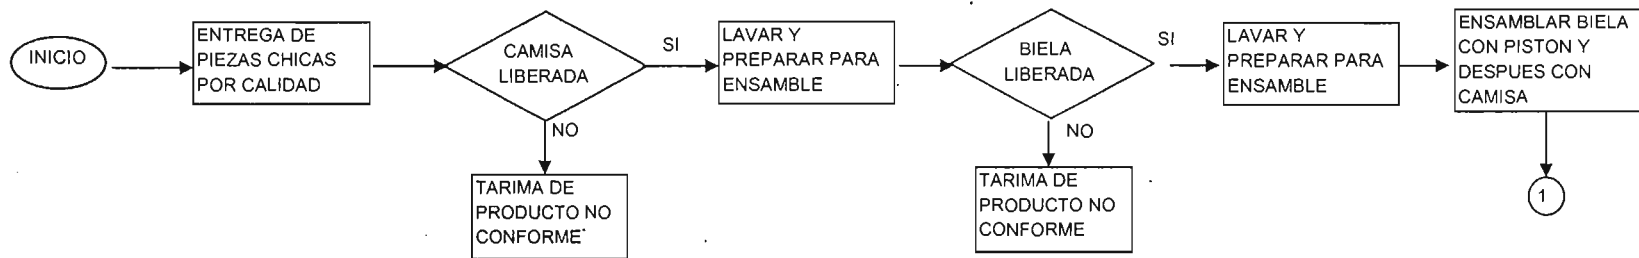 INICIO
ENTREGA DE
PIEZAS CHICAS
POR CALIDAD
CAMISA
LIBERADA
SI
NO
TARIMA DE
PRODUCTO NO
CONFORME
LAVAR Y
PREPARAR PARA
ENSAMBLE
BIELA
LIBERADA
SI
NO
TARIMA DE
PRODUCTO NO
CONFORME
LAVAR Y
PREPARAR PARA
ENSAMBLE
ENSAMBLAR BIELA
CON PISTON Y
DESPUES CON
CAMISA
1